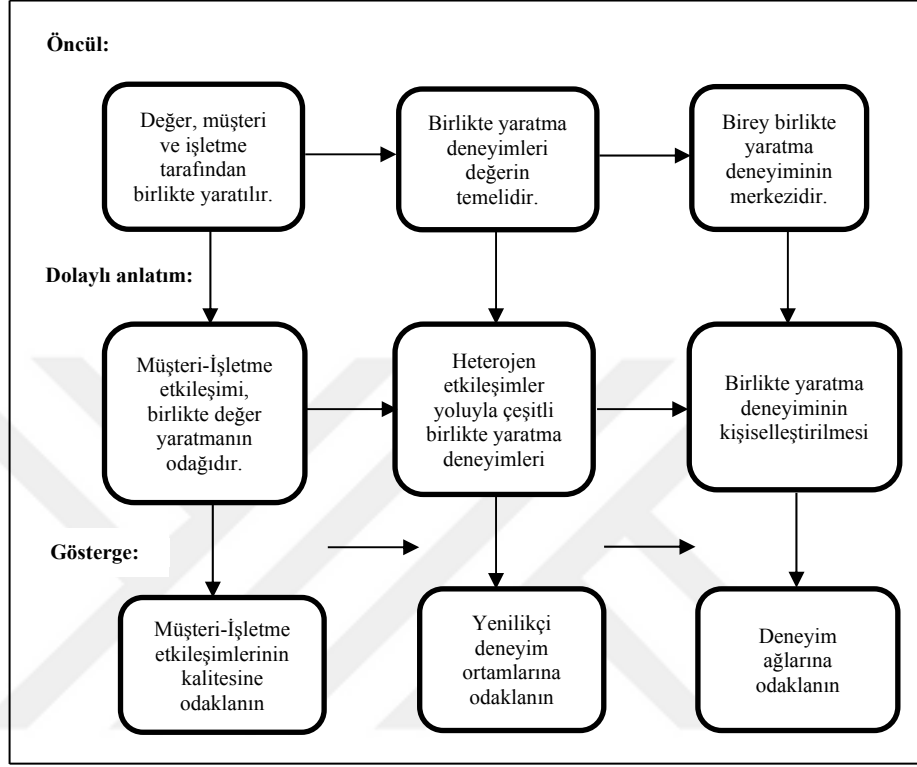 Öncül:
Değer, müşteri
ve işletme
tarafından
birlikte yaratılır.
Birlikte yaratma
deneyimleri
değerin
temelidir.
Birey birlikte
yaratma
deneyiminin
merkezidir.
Dolaylı anlatım:
Müşteri-İşletme
etkileşimi,
birlikte değer
yaratmanın
odağıdır.
Heterojen
etkileşimler
yoluyla çeşitli
birlikte yaratma
deneyimleri
Birlikte yaratma
deneyiminin
kişiselleştirilmesi
Gösterge:
Müşteri-İşletme
etkileşimlerinin
kalitesine
odaklanın
Yenilikçi
deneyim
ortamlarına
odaklanın
Deneyim
ağlarına
odaklanın